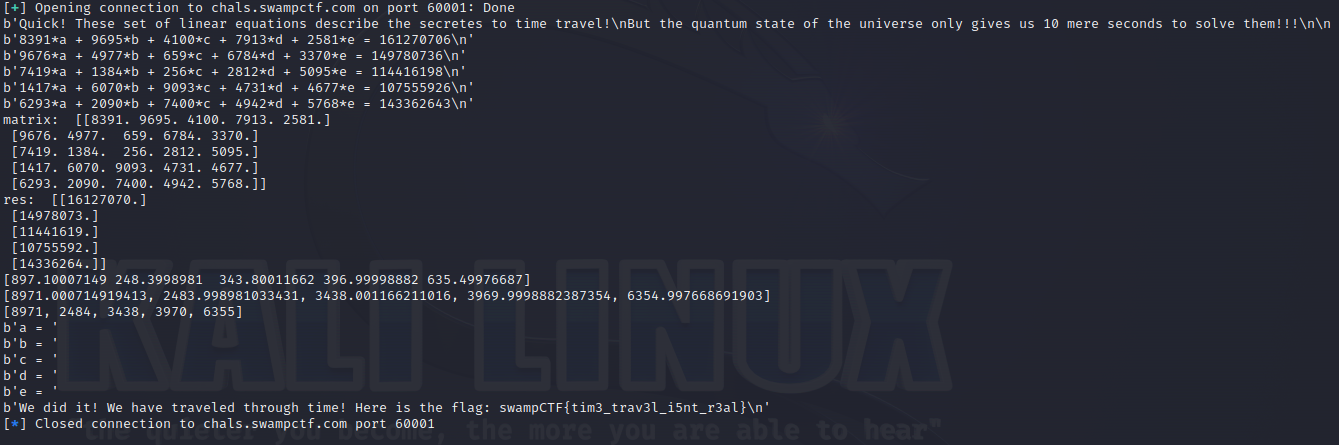 [+] Opening connection to chals.swampctf.com on port 60001: Done
b'Quick! These set of linear equations describe the secretes to time travel!\nBut the quantum state of the universe only gives us 10 mere seconds to solve them!!!\n\n
b'8391*a + 9695*b + 4100*c + 7913*d + 2581*e = 161270706\n'
b'9676*a + 4977*b + 659*c + 6784*d + 3370*e = 149780736\n'
b'7419*a + 1384*b + 256*c + 2812*d + 5095*e = 114416198\n'
b'1417*a + 6070*b + 9093*c + 4731*d + 4677*e = 107555926\n'
b'6293*a + 2090*b + 7400*c + 4942*d + 5768*e = 143362643\n'
matrix:  [[8391. 9695. 4100. 7913. 2581.]
 [9676. 4977.  659. 6784. 3370.]
 [7419. 1384.  256. 2812. 5095.]
 [1417. 6070. 9093. 4731. 4677.]
 [6293. 2090. 7400. 4942. 5768.]]
res:  [[16127070.]
 [14978073.]
 [11441619.]
 [10755592.]
 [14336264.]]
[897.10007149 248.3998981  343.80011662 396.99998882 635.49976687]
[8971.000714919413, 2483.998981033431, 3438.001166211016, 3969.9998882387354, 6354.997668691903]
[8971, 2484, 3438, 3970, 6355]
b'a = '
b'b = '
b'c = '
b'd = '
b'e = '
b'We did it! We have traveled through time! Here is the flag: swampCTF{tim3_trav3l_i5nt_r3al}\n'
[*] Closed connection to chals.swampctf.com port 60001
KALI LINUX
"the quieter you become, the more you are able to hear"